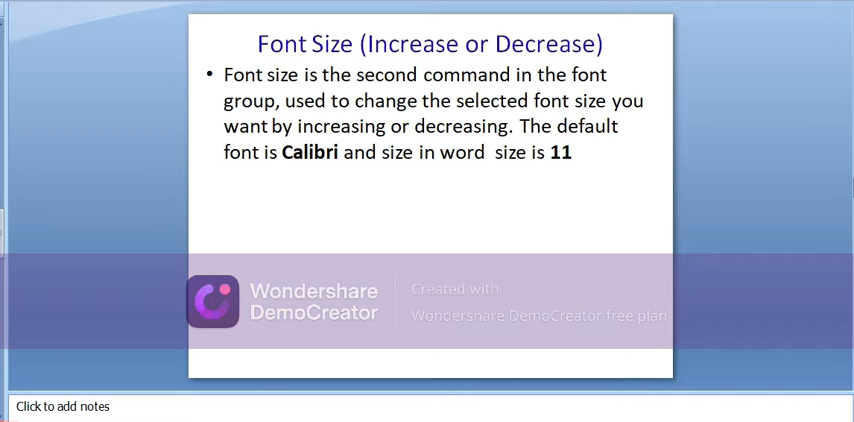 Font Size (Increase or Decrease)
• Font size is the second command in the font
group, used to change the selected font size you
want by increasing or decreasing. The default
font is Calibri and size in word  size is 11
Wondershare
DemoCreator
Created with
Wondershare DemoCreator free plan
Click to add notes